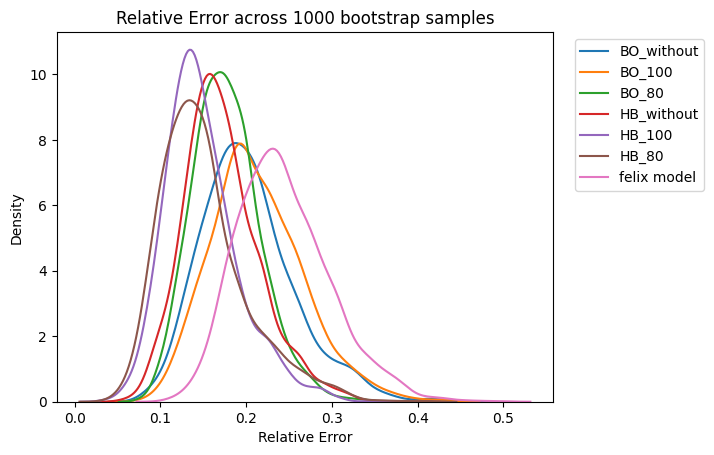 Relative Error across 1000 bootstrap samples
BO_without
BO_100
BO_80
HB_without
HB_100
HB_80
felix model
Density
10
8
6
4
2
0
0.0 0.1 0.2 0.3 0.4 0.5
Relative Error